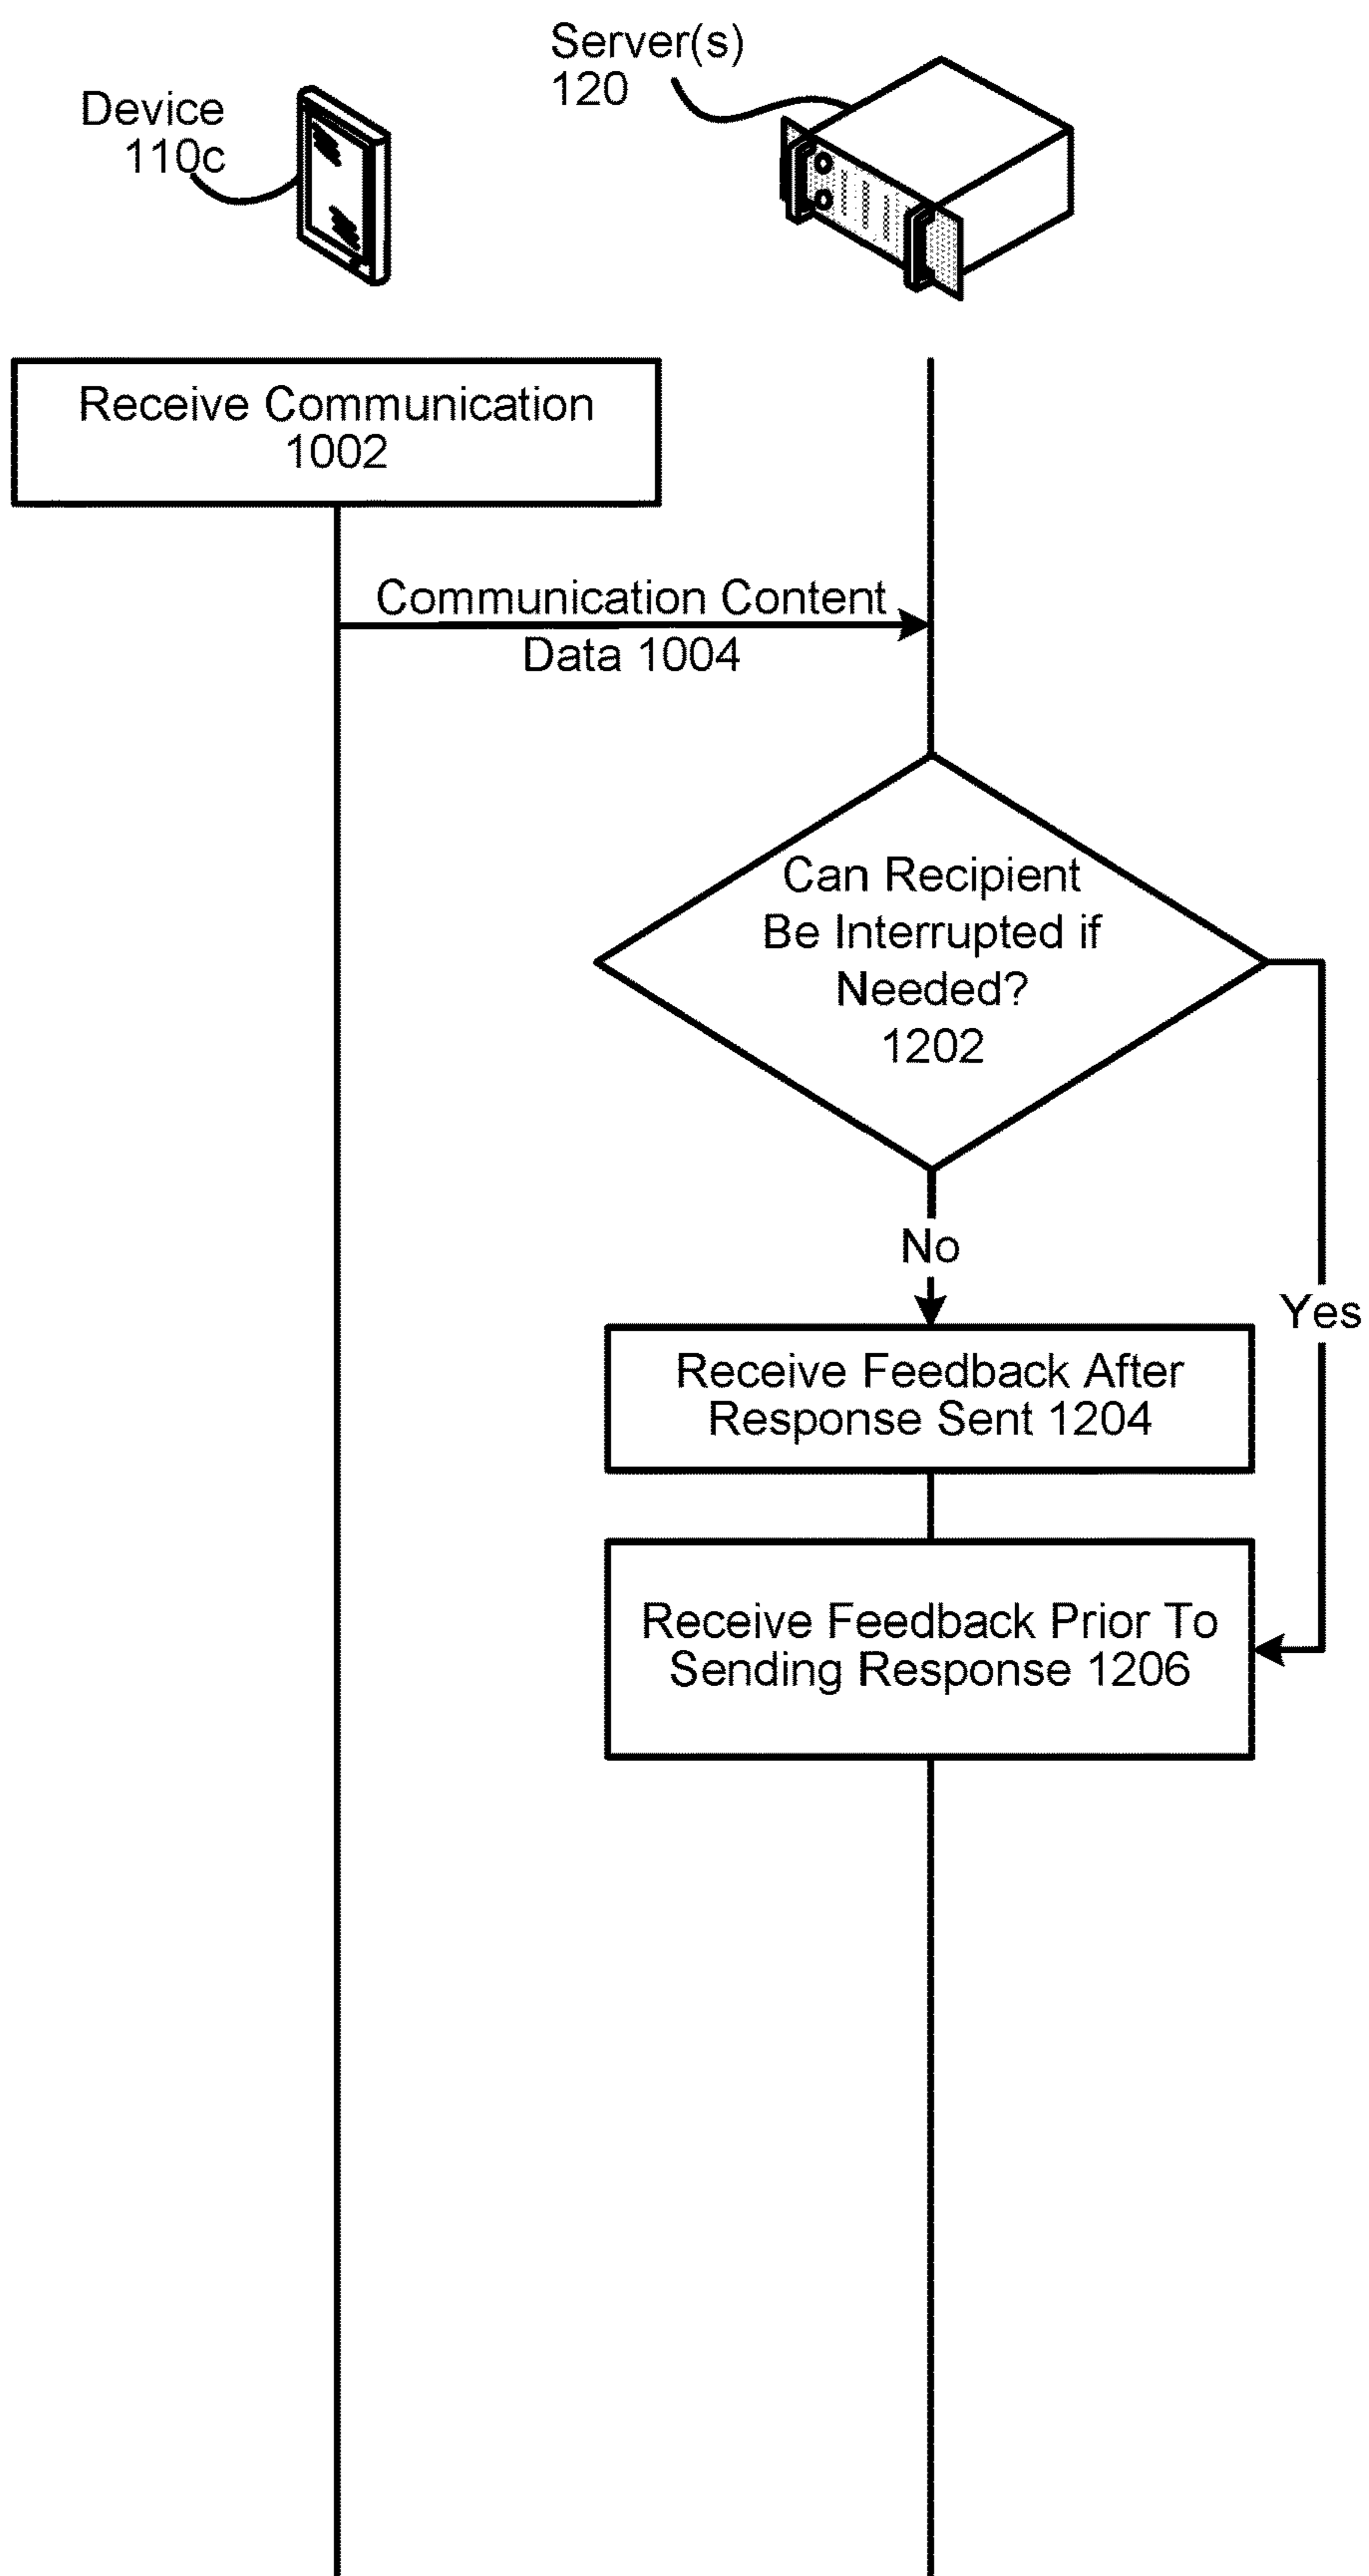 Server(s)
120
Device
110c
Receive Communication
1002
Communication Content
Data 1004
Can Recipient
Be Interrupted if
Needed?
1202
No
Yes
Receive Feedback After
Response Sent 1204
Receive Feedback Prior To
Sending Response 1206